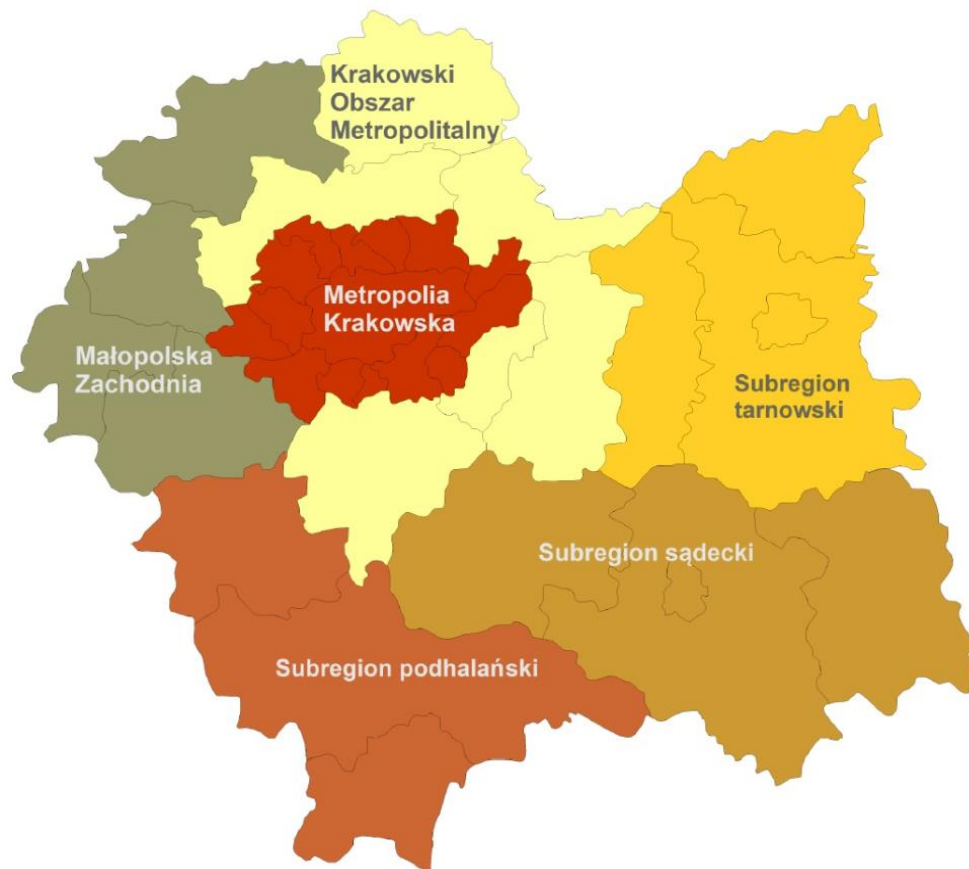 Krakowski
Obszar
Metropolitalny
Metropolia
Krakowska
Małopolska
Zachodnia
Subregion
tarnowski
Subregion sądecki
Subregion podhalański